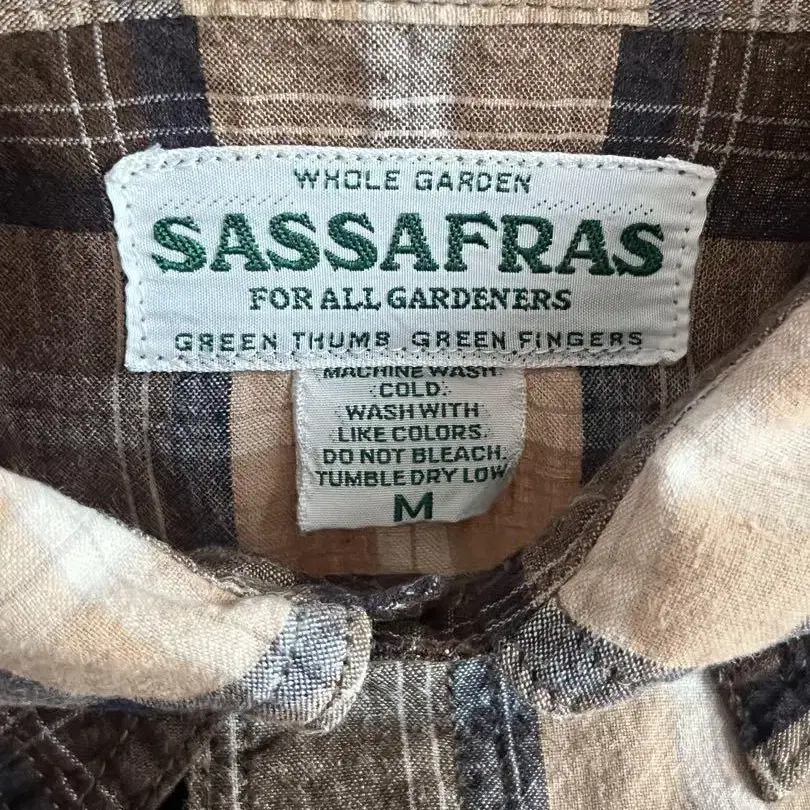 WHOLE GARDEN
SASSAFRAS
FOR ALL GARDENERS
GREEN THUMB GREEN FINGERS
MACHINE WASH
COLD.
WASH WITH
LIKE COLORS.
DO NOT BLEACH.
TUMBLE DRY LOW
M